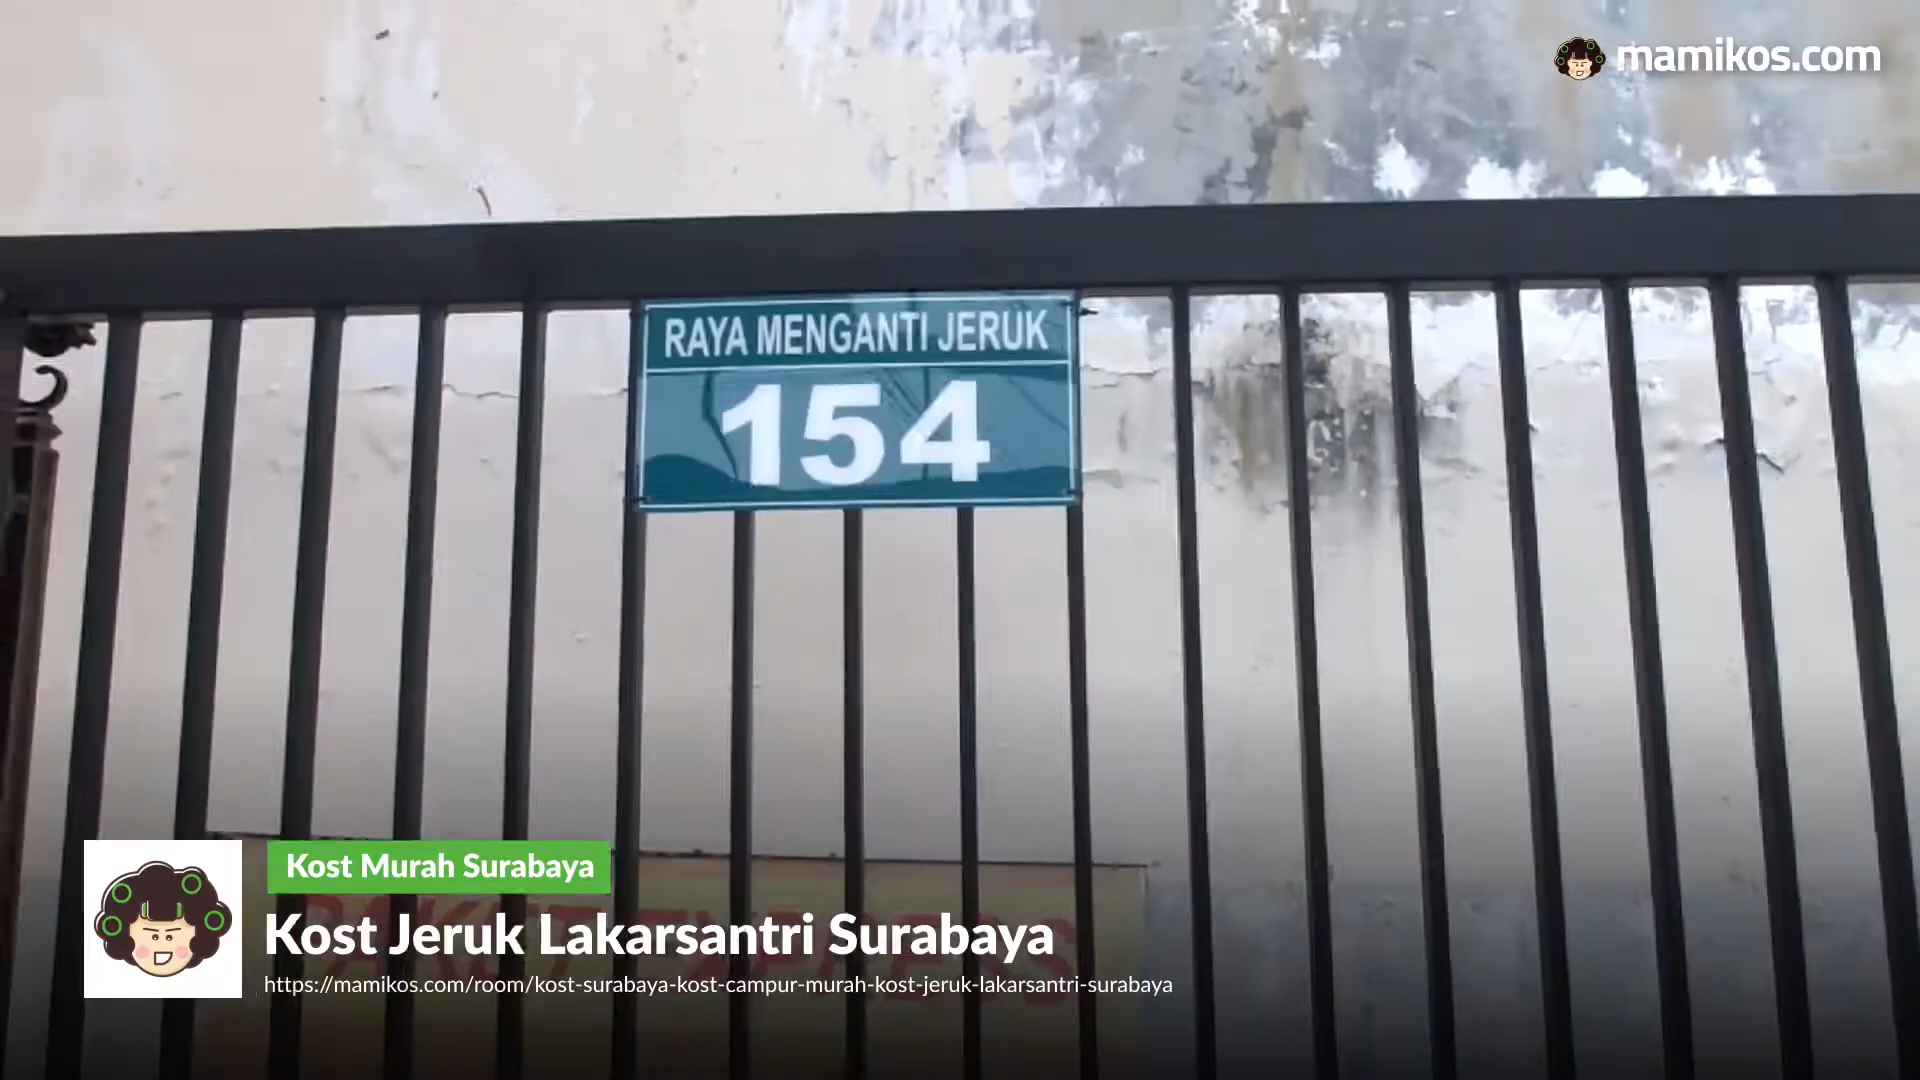 mamikos.com
RAYA MENGANTI JERUK
154
Kost Murah Surabaya
Kost Jeruk Lakarsantri Surabaya
https://mamikos.com/room/kost-surabaya-kost-campur-murah-kost-jeruk-lakarsantri-surabaya